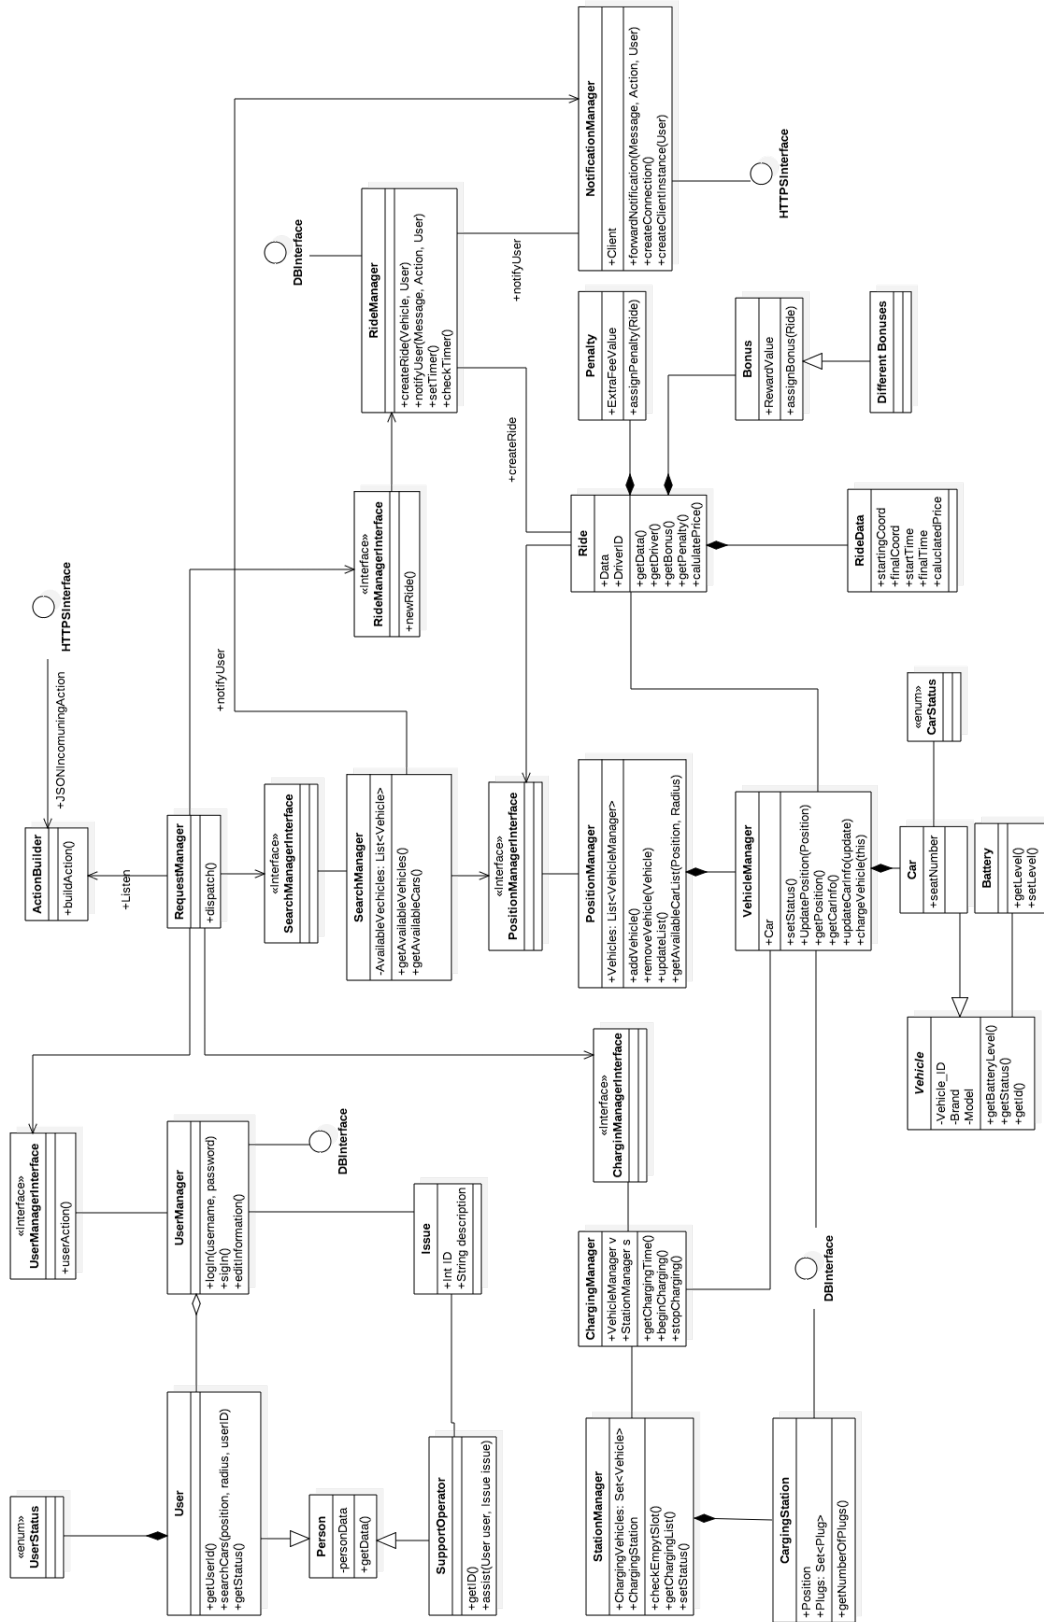 «enum»
UserStatus
User
+getUserId()
+searchCars(position, radius, userID)
+getStatus()
Person
-personData
+getData()
SupportOperator
+getID()
+assist(User user, Issue issue)
«Interface»
UserManagerInterface
+userAction()
UserManager
+logIn(username, password)
+sigIn()
+editInformation()
DBInterface
Issue
+Int ID
+String description
StationManager
+ChargingVehicles: Set<Vehicle>
+ChargingStation
+checkEmpytSlot()
+getChargingList()
+setStatus()
CargingStation
+Position
+Plugs: Set<Plug>
+getNumberOfPlugs()
ChargingManager
+VehicleManager v
+StationManager s
+getChargingTime()
+beginCharging()
+stopCharging()
«Interface»
CharginManagerInterface
DBInterface
ActionBuilder
+buildAction()
+Listen
+JSONIncomuningAction
HTTPSInterface
RequestManager
+dispatch()
«Interface»
SearchManagerInterface
SearchManager
-AvailableVechicles: List<Vehicle>
+getAvailableVehicles()
+getAvailableCars()
+notifyUser
«Interface»
PositionManagerInterface
PositionManager
+Vehicles: List<VehicleManager>
+addVehicle()
+removeVehicle(Vehicle)
+updateList()
+getAvailableCarList(Position, Radius)
VehicleManager
+Car
+setStatus()
+UpdatePosition(Position)
+getPosition()
+getCarInfo()
+updateCarInfo(update)
+chargeVehicle(this)
Car
+seatNumber
«enum»
CarStatus
Vehicle
-Vehicle_ID
-Brand
-Model
+getBatteryLevel()
+getStatus()
+getId()
Battery
+getLevel()
+setLevel()
«Interface»
RideManagerInterface
+newRide()
DBInterface
RideManager
+createRide(Vehicle, User)
+notifyUser(Message, Action, User)
+setTimer()
+checkTimer()
+createRide
+notifyUser
Ride
+Data
+DriverID
+getData()
+getDriver()
+getBonus()
+getPenalty()
+calulatePrice()
Penalty
+ExtraFeeValue
+assignPenalty(Ride)
Bonus
+RewardValue
+assignBonus(Ride)
Different Bonuses
RideData
+startingCoord
+finalCoord
+startTime
+finalTime
+caluclatedPrice
NotificationManager
+Client
+forwardNotification(Message, Action, User)
+createConnection()
+createClientInstance(User)
HTTPSInterface